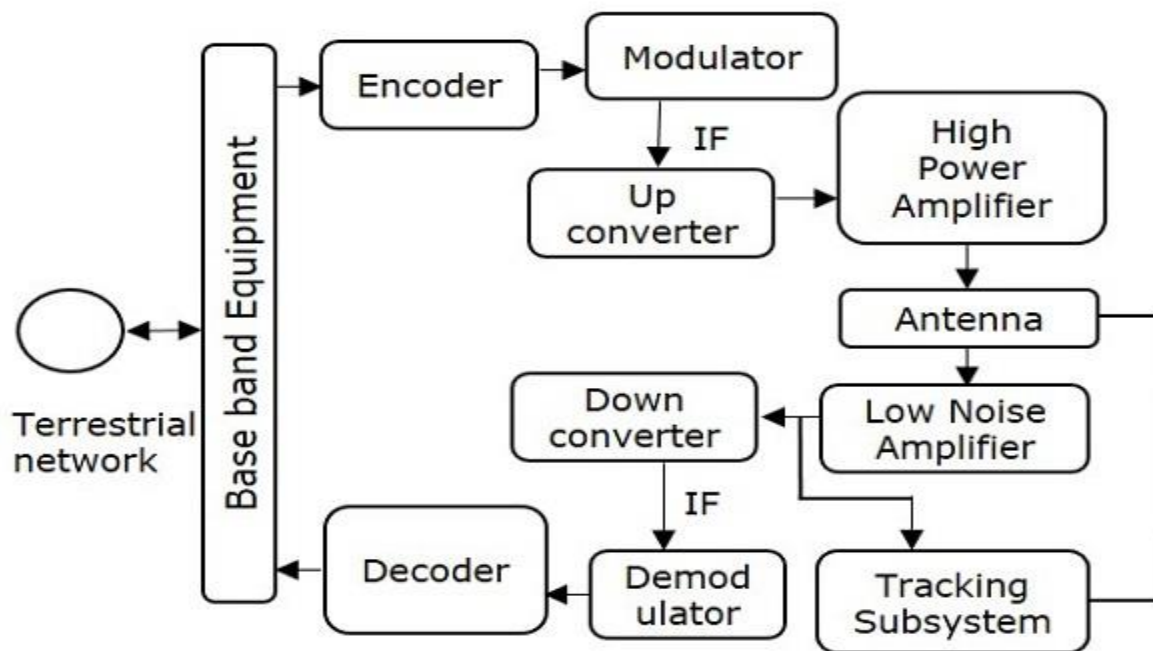 Modulator
Encoder
High
Power
Amplifier
IF
Up
converter
Base band Equipment
Antenna
Down
converter
Low Noise
Amplifier
Terrestrial
network
IF
Decoder
Demod
ulator
Tracking
Subsystem